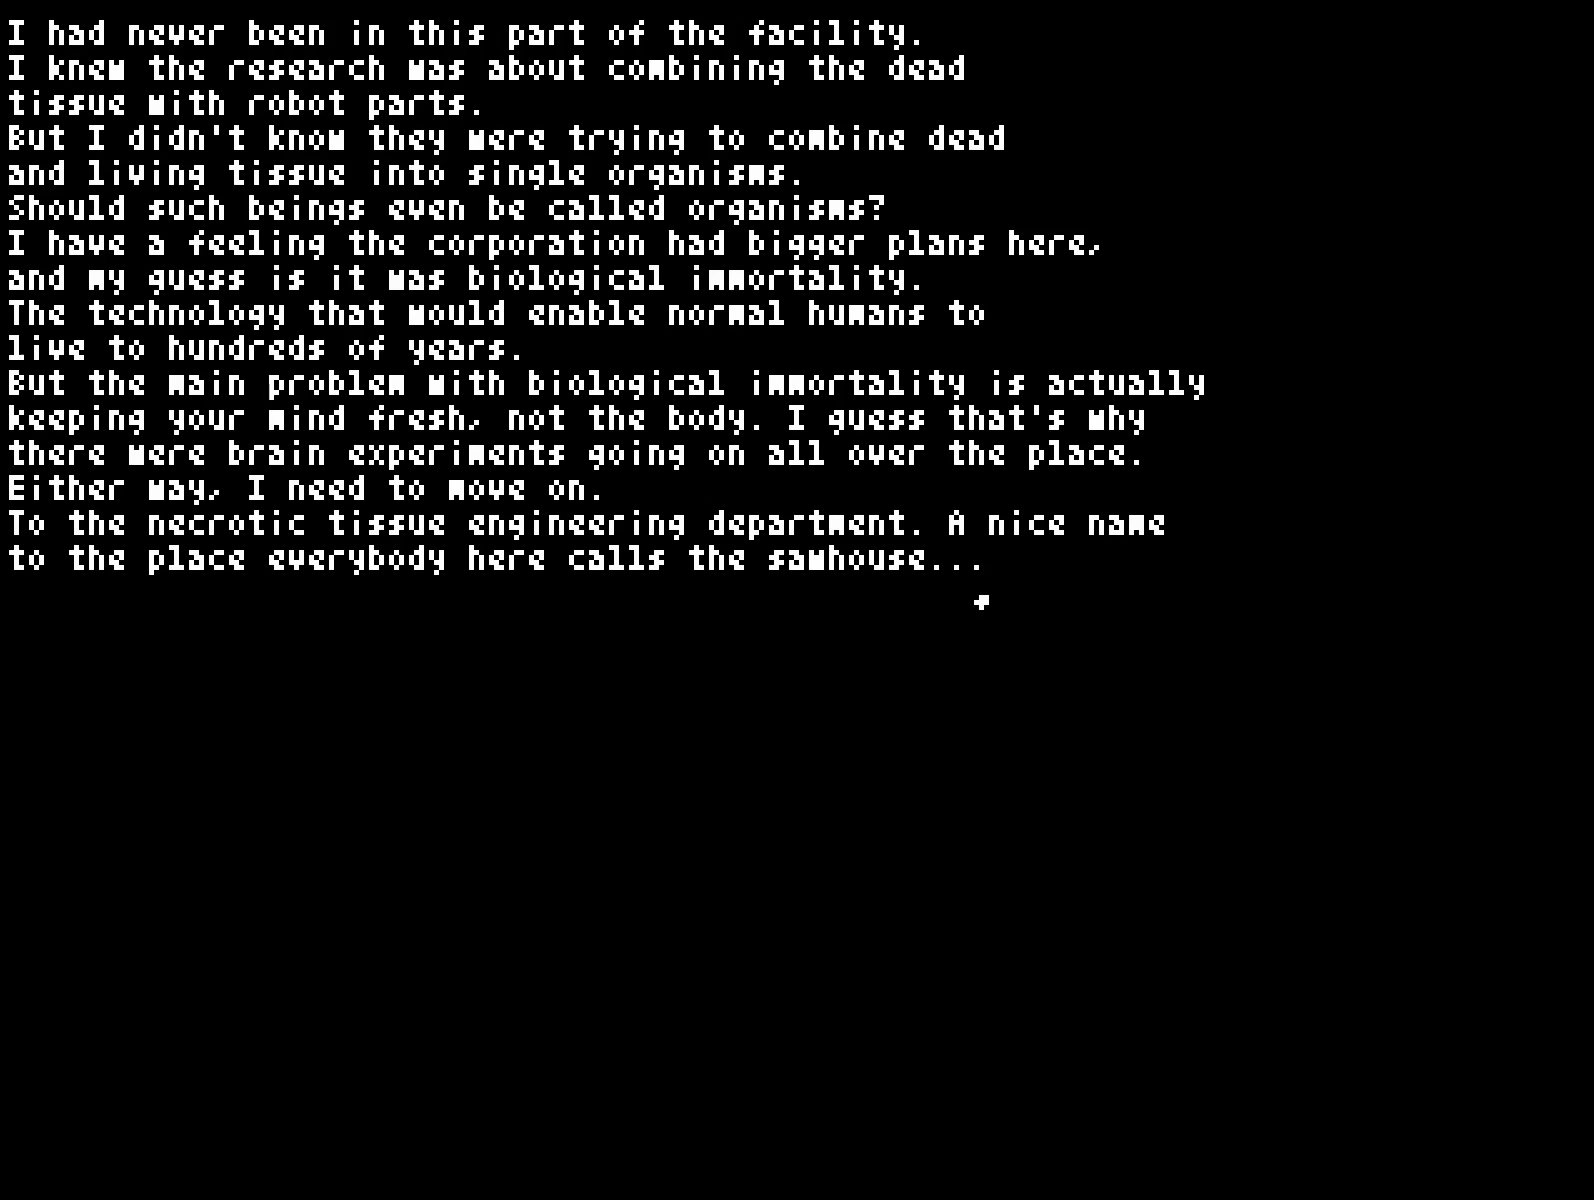 I had never been in this part of the facility.
I knew the research was about combining the dead
tissue with robot parts.
But I didn't know they were trying to combine dead
and living tissue into single organisms.
Should such beings even be called organisms?
I have a feeling the corporation had bigger plans here,
and my guess is it was biological immortality.
The technology that would enable normal humans to
live to hundreds of years.
But the main problem with biological immortality is actually
keeping your mind fresh, not the body. I guess that's why
there were brain experiments going on all over the place.
Either way, I need to move on.
To the necrotic tissue engineering department. A nice name
to the place everybody here calls the sawhouse...